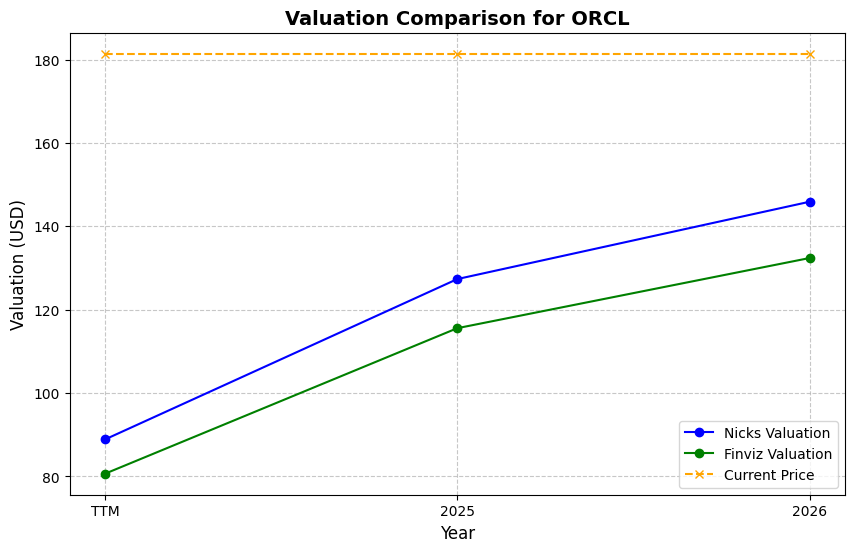 Valuation Comparison for ORCL
Valuation (USD)
180
160
140
120
100
80
TTM
2025
2026
Year
Nicks Valuation
Finviz Valuation
Current Price